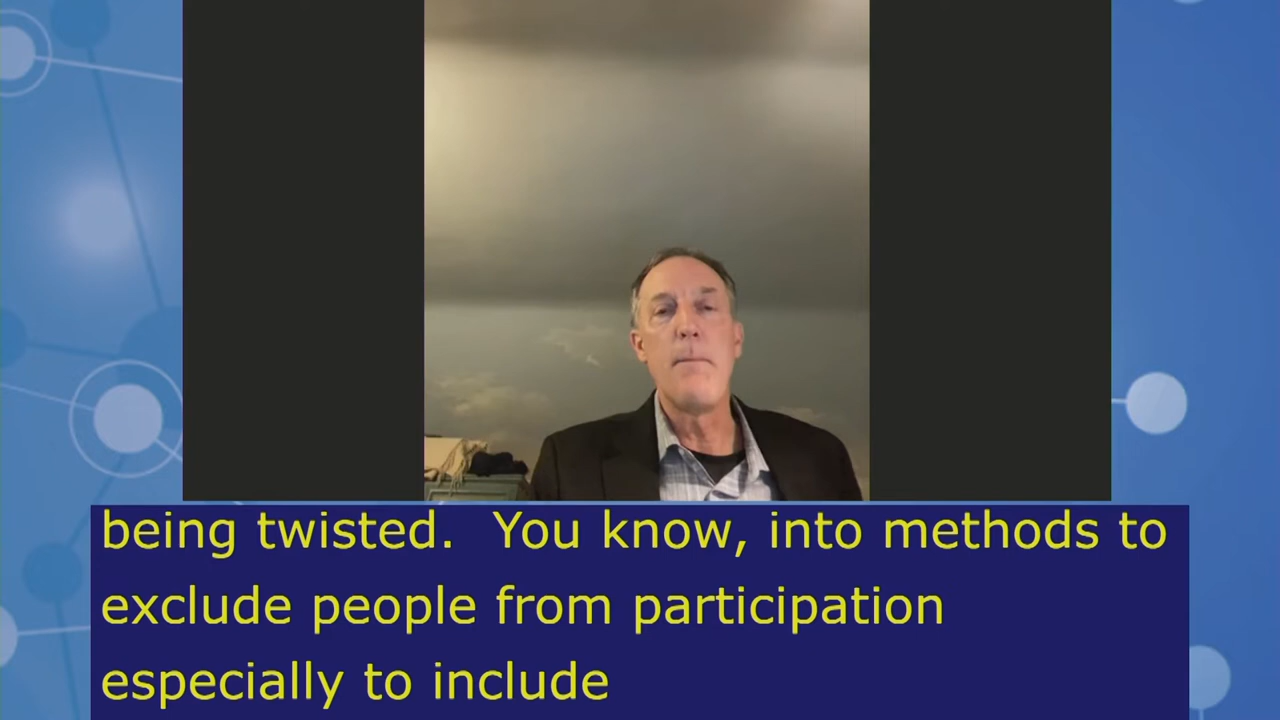 being twisted.  You know, into methods to
exclude people from participation
especially to include